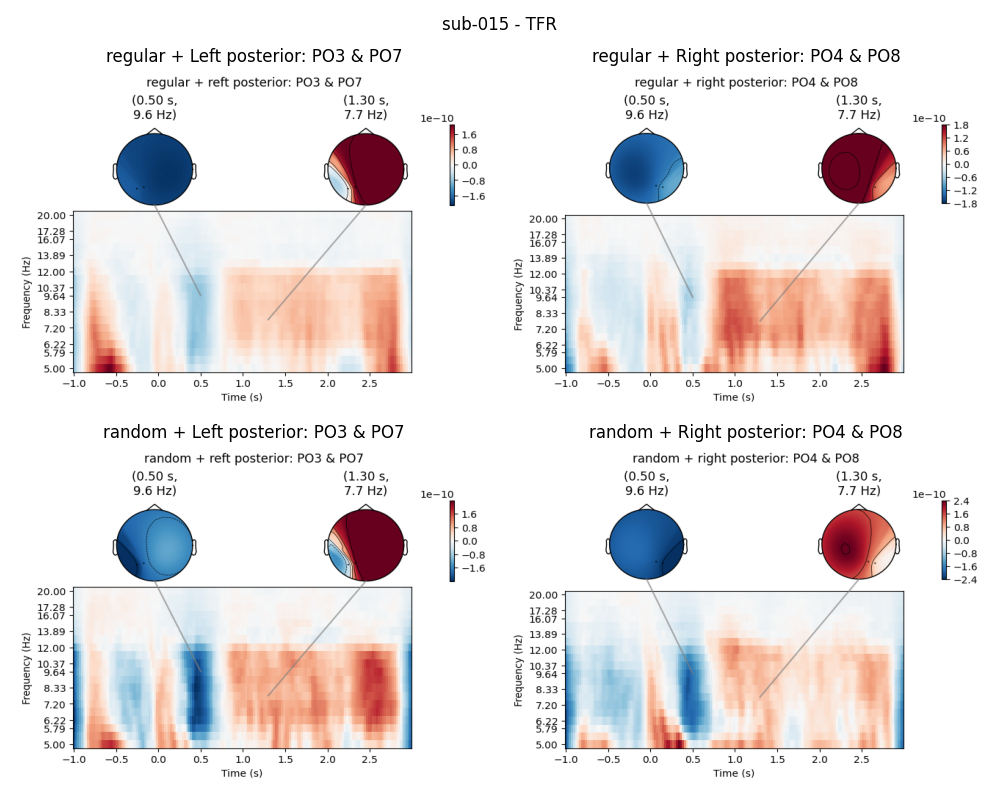 sub-015 - TFR
regular + Left posterior: PO3 & PO7
regular + reft posterior: PO3 & PO7
(0.50 s,
9.6 Hz)
(1.30 s,
7.7 Hz)
1e−10
1.6
0.8
0.0
−0.8
−1.6
20.00
17.28
16.07
13.89
12.00
10.37
9.64
8.33
7.20
6.22
5.79
5.00
Frequency (Hz)
−1.0 −0.5 0.0 0.5 1.0 1.5 2.0 2.5
Time (s)
regular + Right posterior: PO4 & PO8
regular + right posterior: PO4 & PO8
(0.50 s,
9.6 Hz)
(1.30 s,
7.7 Hz)
1e−10
1.8
1.2
0.6
0.0
−0.6
−1.2
−1.8
20.00
17.28
16.07
13.89
12.00
10.37
9.64
8.33
7.20
6.22
5.79
5.00
Frequency (Hz)
−1.0 −0.5 0.0 0.5 1.0 1.5 2.0 2.5
Time (s)
random + Left posterior: PO3 & PO7
random + reft posterior: PO3 & PO7
(0.50 s,
9.6 Hz)
(1.30 s,
7.7 Hz)
1e−10
1.6
0.8
0.0
−0.8
−1.6
20.00
17.28
16.07
13.89
12.00
10.37
9.64
8.33
7.20
6.22
5.79
5.00
Frequency (Hz)
−1.0 −0.5 0.0 0.5 1.0 1.5 2.0 2.5
Time (s)
random + Right posterior: PO4 & PO8
random + right posterior: PO4 & PO8
(0.50 s,
9.6 Hz)
(1.30 s,
7.7 Hz)
1e−10
2.4
1.6
0.8
0.0
−0.8
−1.6
−2.4
20.00
17.28
16.07
13.89
12.00
10.37
9.64
8.33
7.20
6.22
5.79
5.00
Frequency (Hz)
−1.0 −0.5 0.0 0.5 1.0 1.5 2.0 2.5
Time (s)